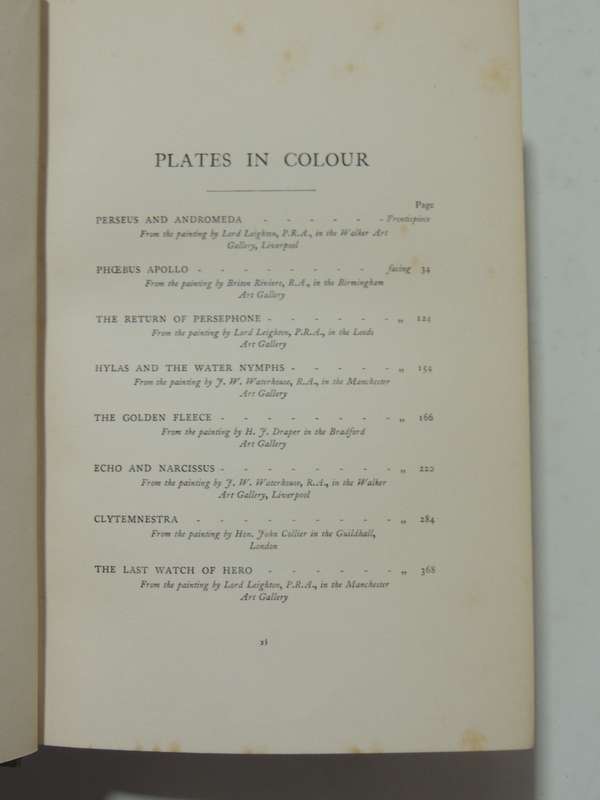 PLATES IN COLOUR
Page
PERSEUS AND ANDROMEDA - - - - - - Frontispiece
From the painting by Lord Leighton, P.R.A., in the Walker Art
Gallery, Liverpool
PHŒBUS APOLLO - - - - - - - - facing 34
From the painting by Briton Riviere, R.A., in the Birmingham
Art Gallery
THE RETURN OF PERSEPHONE - - - - - - „ 124
From the painting by Lord Leighton, P.R.A., in the Leeds
Art Gallery
HYLAS AND THE WATER NYMPHS - - - - - „ 154
From the painting by J. W. Waterhouse, R.A., in the Manchester
Art Gallery
THE GOLDEN FLEECE - - - - - - - - „ 166
From the painting by H. J. Draper in the Bradford
Art Gallery
ECHO AND NARCISSUS - - - - - - - - „ 220
From the painting by J. W. Waterhouse, R.A., in the Walker
Art Gallery, Liverpool
CLYTEMNESTRA - - - - - - - - - „ 284
From the painting by Hon. John Collier in the Guildhall,
London
THE LAST WATCH OF HERO - - - - - - „ 368
From the painting by Lord Leighton, P.R.A., in the Manchester
Art Gallery